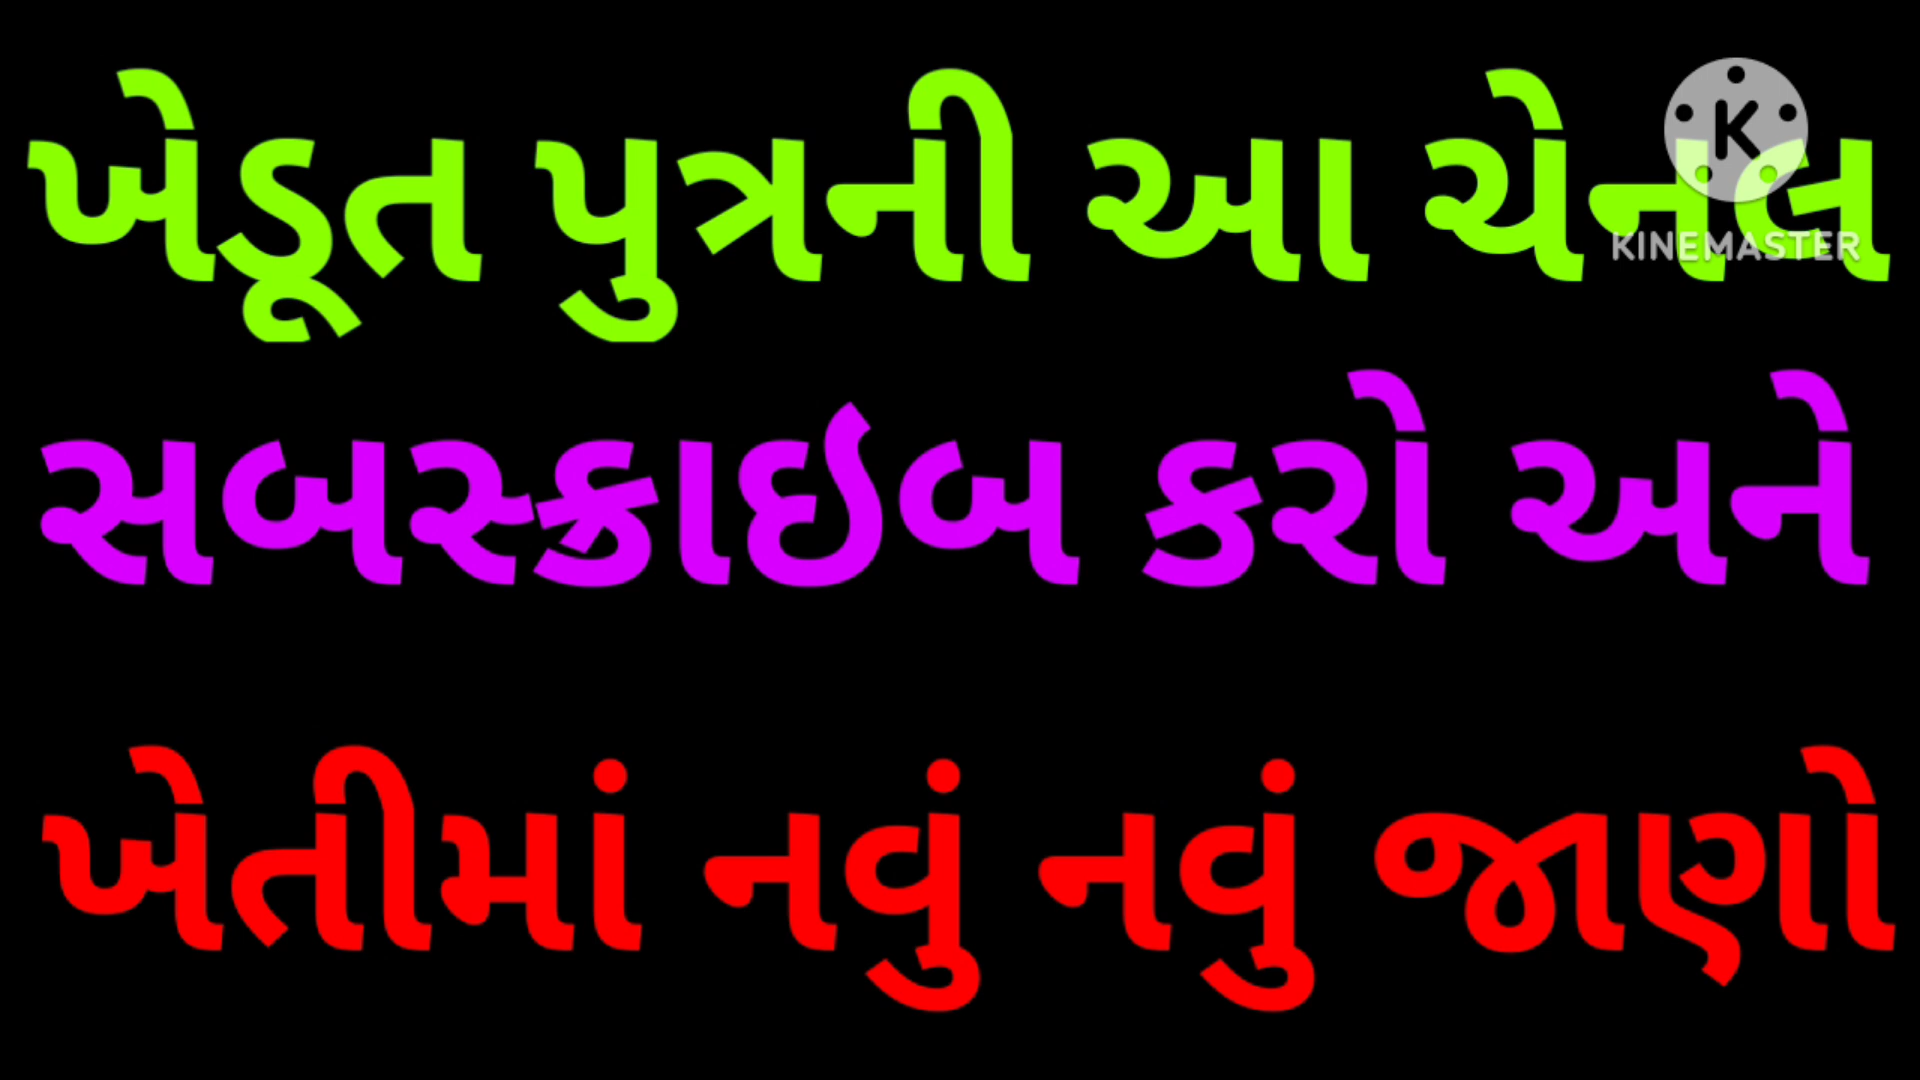 ખેડૂત પુત્રની આ ચેનલ
KINEMASTER
સબસ્ક્રાઇબ કરો અને
ખેતીમાં નવું નવું જાણો